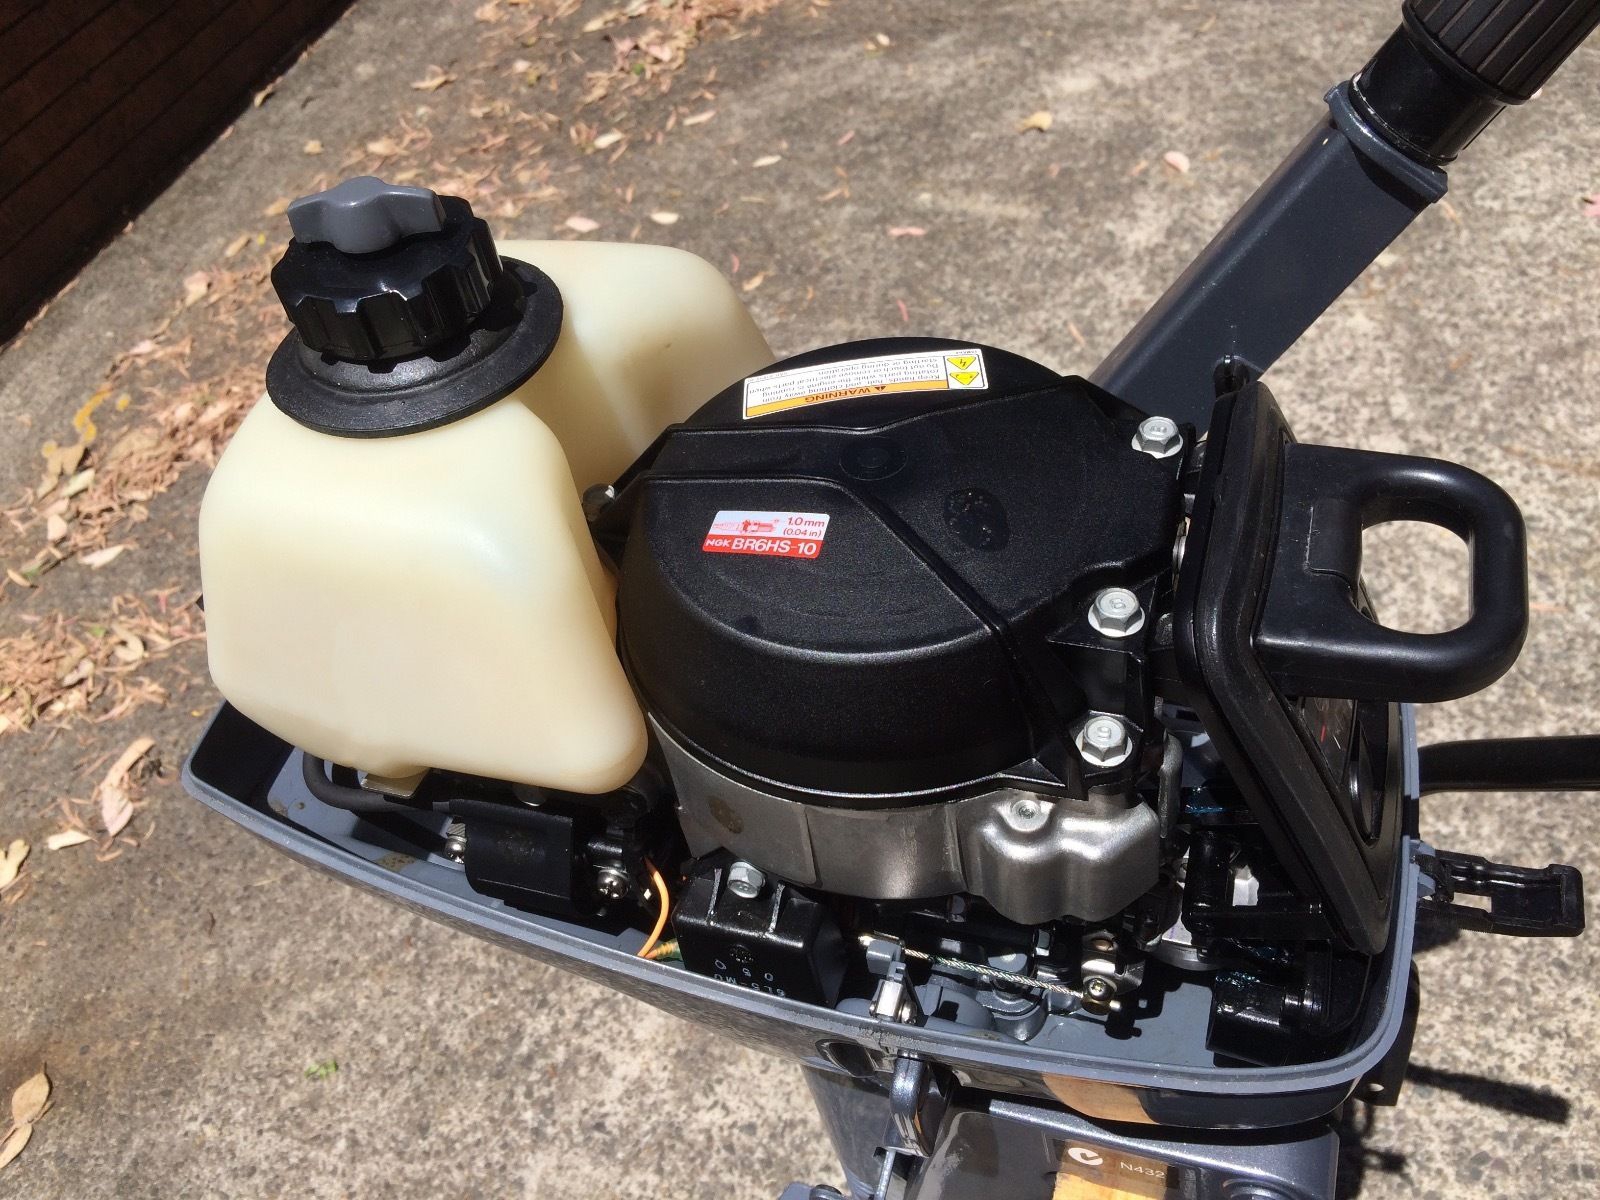 ⚠ WARNING
Keep hands, hair, and clothing away from
rotating parts while the engine is running.
Do not touch or remove electrical parts when
starting or during operation.
1.0 mm
(0.04 in)
NGK BR6HS-10
6L5-M0
0 5 0
N432